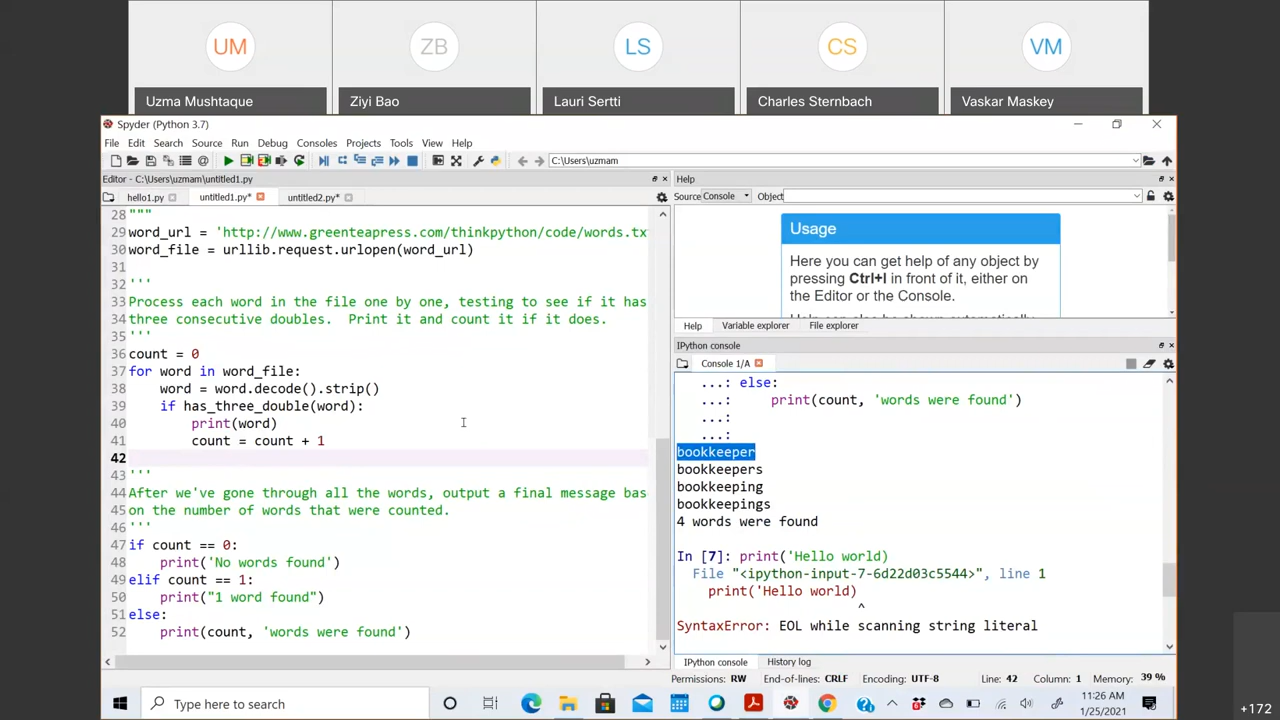 UM ZB LS CS VM
Uzma Mushtaque Ziyi Bao Lauri Sertti Charles Sternbach Vaskar Maskey
Spyder (Python 3.7)
File Edit Search Source Run Debug Consoles Projects Tools View Help
C:\Users\uzmam
Editor - C:\Users\uzmam\untitled1.py
hello1.py untitled1.py* untitled2.py*
28 """
29 word_url = 'http://www.greenteapress.com/thinkpython/code/words.tx
30 word_file = urllib.request.urlopen(word_url)
31
32 '''
33 Process each word in the file one by one, testing to see if it has
34 three consecutive doubles.  Print it and count it if it does.
35 '''
36 count = 0
37 for word in word_file:
38     word = word.decode().strip()
39     if has_three_double(word):
40         print(word)
41         count = count + 1
42
43 '''
44 After we've gone through all the words, output a final message bas
45 on the number of words that were counted.
46 '''
47 if count == 0:
48     print('No words found')
49 elif count == 1:
50     print("1 word found")
51 else:
52     print(count, 'words were found')
Help
Source Console Object
Usage
Here you can get help of any object by
pressing Ctrl+I in front of it, either on
the Editor or the Console.
Help Variable explorer File explorer
IPython console
Console 1/A
...: else:
...:     print(count, 'words were found')
...:
...:
bookkeeper
bookkeepers
bookkeeping
bookkeepings
4 words were found
In [7]: print('Hello world)
File "<ipython-input-7-6d22d03c5544>", line 1
print('Hello world)
^
SyntaxError: EOL while scanning string literal
IPython console History log
Permissions: RW End-of-lines: CRLF Encoding: UTF-8 Line: 42 Column: 1 Memory: 39 %
Type here to search
11:26 AM
1/25/2021
+172